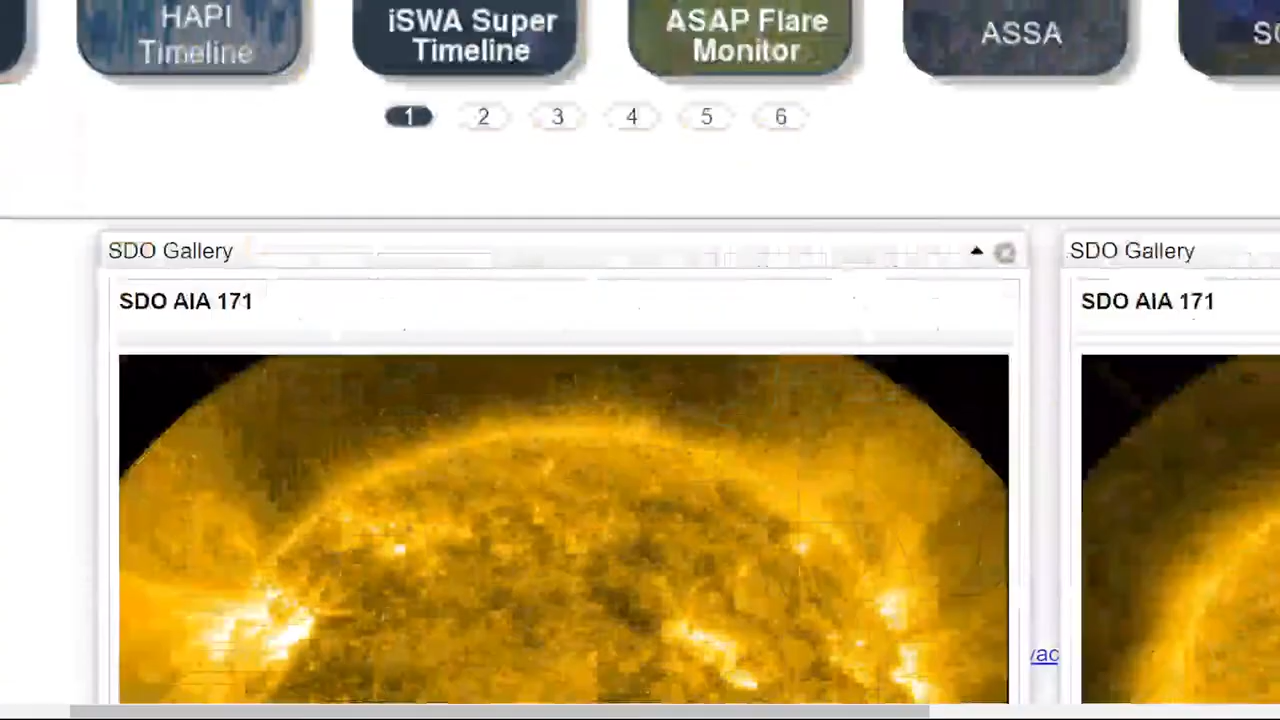 HAPI
Timeline
iSWA Super
Timeline
ASAP Flare
Monitor
ASSA
1 2 3 4 5 6
SDO Gallery
SDO Gallery
SDO AIA 171
SDO AIA 171